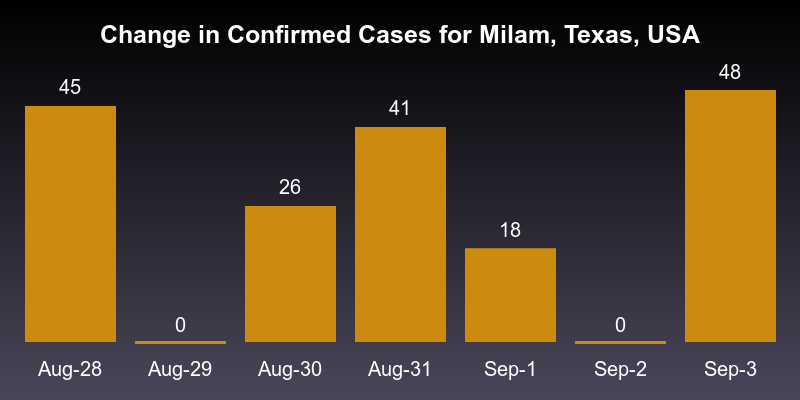 Change in Confirmed Cases for Milam, Texas, USA
45
0
26
41
18
0
48
Aug-28
Aug-29
Aug-30
Aug-31
Sep-1
Sep-2
Sep-3